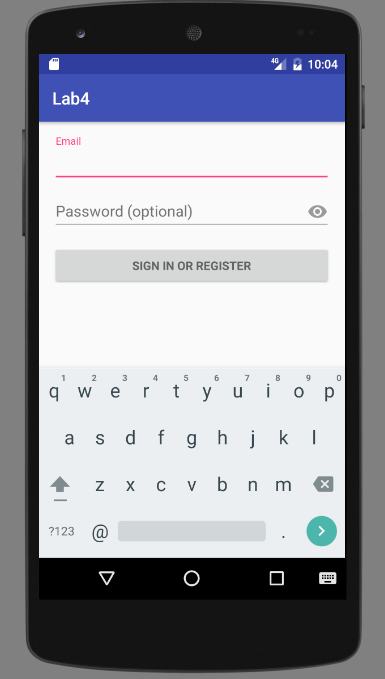 4G 10:04
Lab4
Email
Password (optional)
SIGN IN OR REGISTER
1 2 3 4 5 6 7 8 9 0
q w e r t y u i o p
a s d f g h j k l
z x c v b n m
?123 @ .